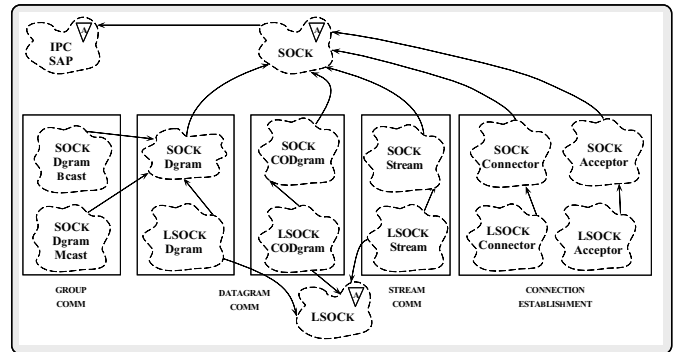 A
IPC
SAP
A
SOCK
SOCK
Dgram
Bcast
SOCK
Dgram
SOCK
CODgram
SOCK
Stream
SOCK
Connector
SOCK
Acceptor
SOCK
Dgram
Mcast
LSOCK
Dgram
LSOCK
CODgram
LSOCK
Stream
LSOCK
Connector
LSOCK
Acceptor
GROUP
COMM
DATAGRAM
COMM
STREAM
COMM
CONNECTION
ESTABLISHMENT
A
LSOCK